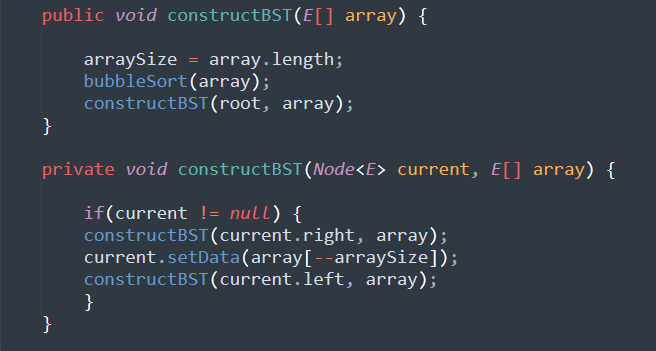 public void constructBST(E[] array) {
arraySize = array.length;
bubbleSort(array);
constructBST(root, array);
}
private void constructBST(Node<E> current, E[] array) {
if(current != null) {
constructBST(current.right, array);
current.setData(array[--arraySize]);
constructBST(current.left, array);
}
}